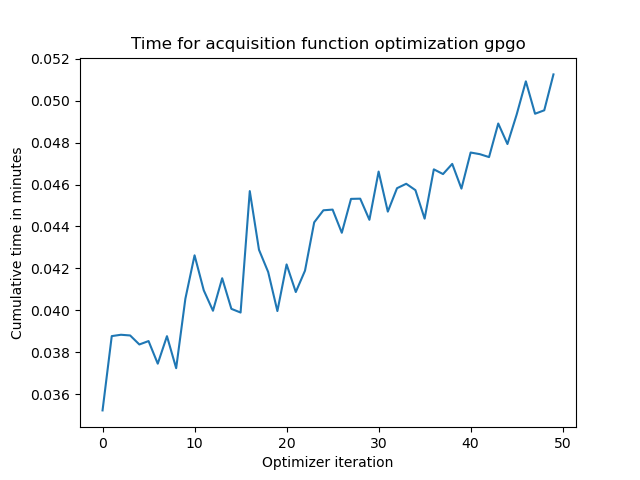 Time for acquisition function optimization gpgo
0.052
0.050
0.048
0.046
0.044
0.042
0.040
0.038
0.036
Cumulative time in minutes
0 10 20 30 40 50
Optimizer iteration